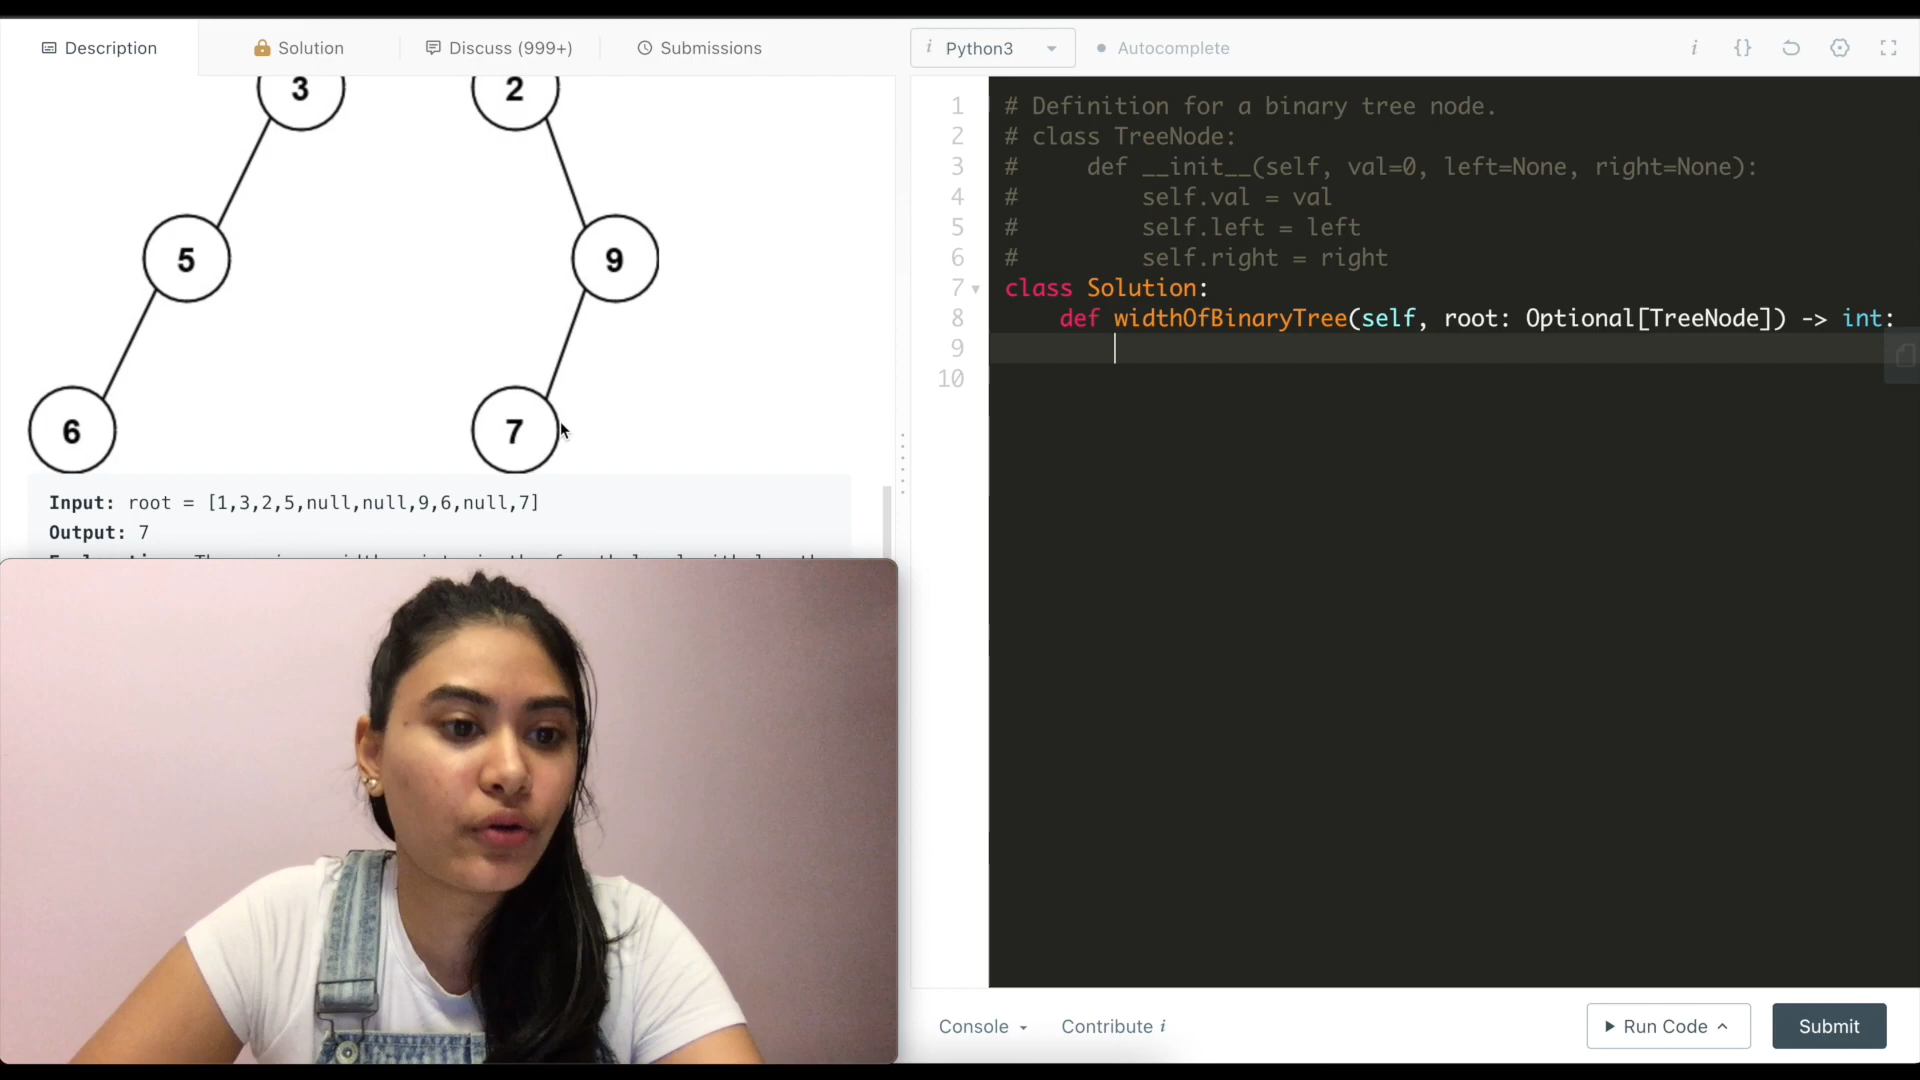 Description
Solution
Discuss (999+)
Submissions
i
Python3
Autocomplete
i
{}
3
2
5
9
6
7
Input: root = [1,3,2,5,null,null,9,6,null,7]
Output: 7
1 # Definition for a binary tree node.
2 # class TreeNode:
3 #     def __init__(self, val=0, left=None, right=None):
4 #         self.val = val
5 #         self.left = left
6 #         self.right = right
7 class Solution:
8     def widthOfBinaryTree(self, root: Optional[TreeNode]) -> int:
9
10
Console
Contribute i
Run Code
Submit